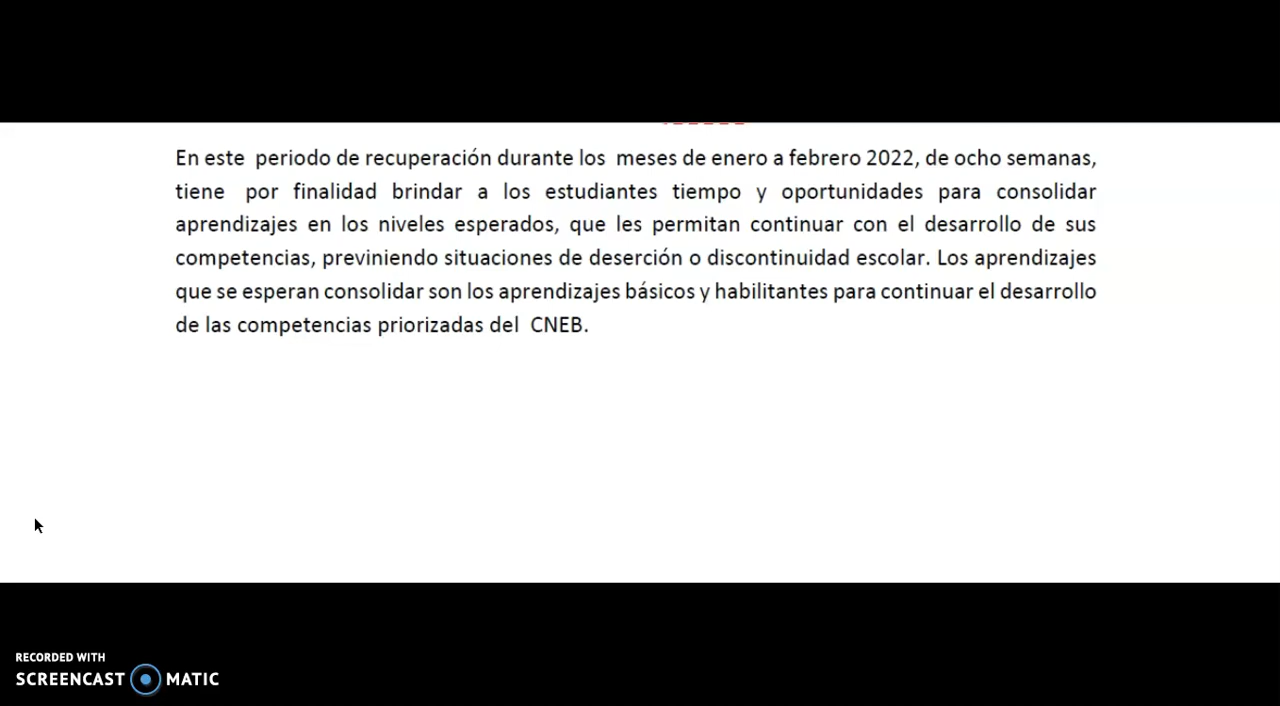 En este periodo de recuperación durante los meses de enero a febrero 2022, de ocho semanas,
tiene por finalidad brindar a los estudiantes tiempo y oportunidades para consolidar
aprendizajes en los niveles esperados, que les permitan continuar con el desarrollo de sus
competencias, previniendo situaciones de deserción o discontinuidad escolar. Los aprendizajes
que se esperan consolidar son los aprendizajes básicos y habilitantes para continuar el desarrollo
de las competencias priorizadas del CNEB.
RECORDED WITH
SCREENCAST MATIC